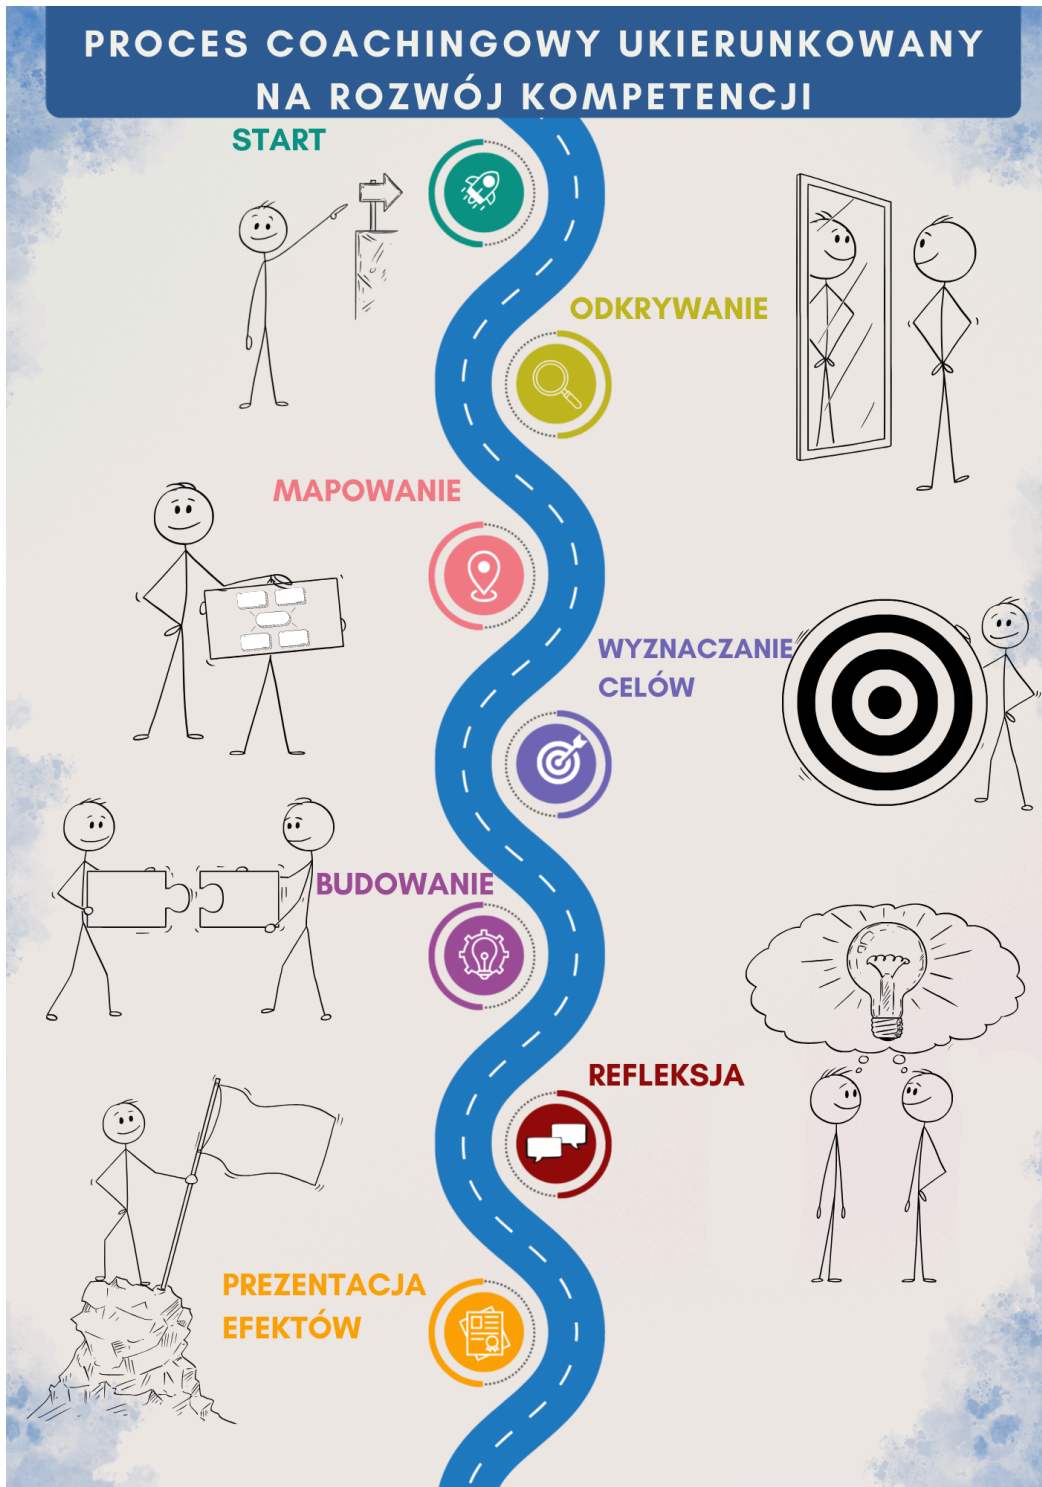 PROCES COACHINGOWY UKIERUNKOWANY
NA ROZWÓJ KOMPETENCJI
START
ODKRYWANIE
MAPOWANIE
WYZNACZANIE
CELÓW
BUDOWANIE
REFLEKSJA
PREZENTACJA
EFEKTÓW